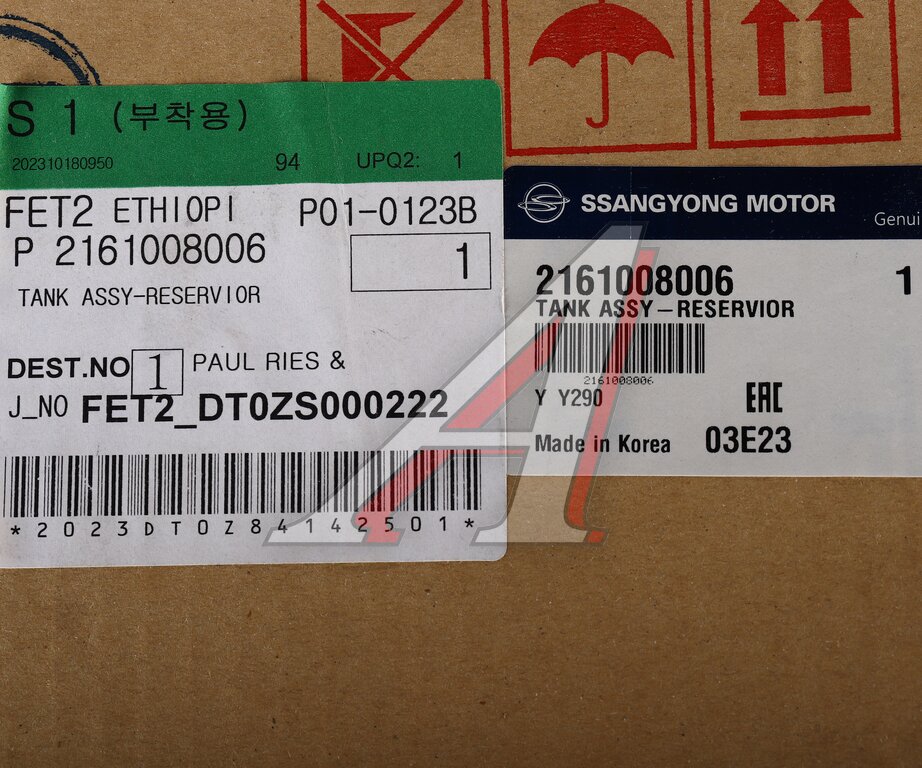 S 1 (부착용)
202310180950 94 UPQ2: 1
FET2 ETHIOPI P01-0123B
P 2161008006 1
TANK ASSY-RESERVIOR
DEST.NO 1 PAUL RIES &
J_NO FET2_DT0ZS000222
*2023DT0Z84142501*
SSANGYONG MOTOR
Genui
2161008006 1
TANK ASSY-RESERVIOR
2161008006
Y Y290 EAC
Made in Korea 03E23